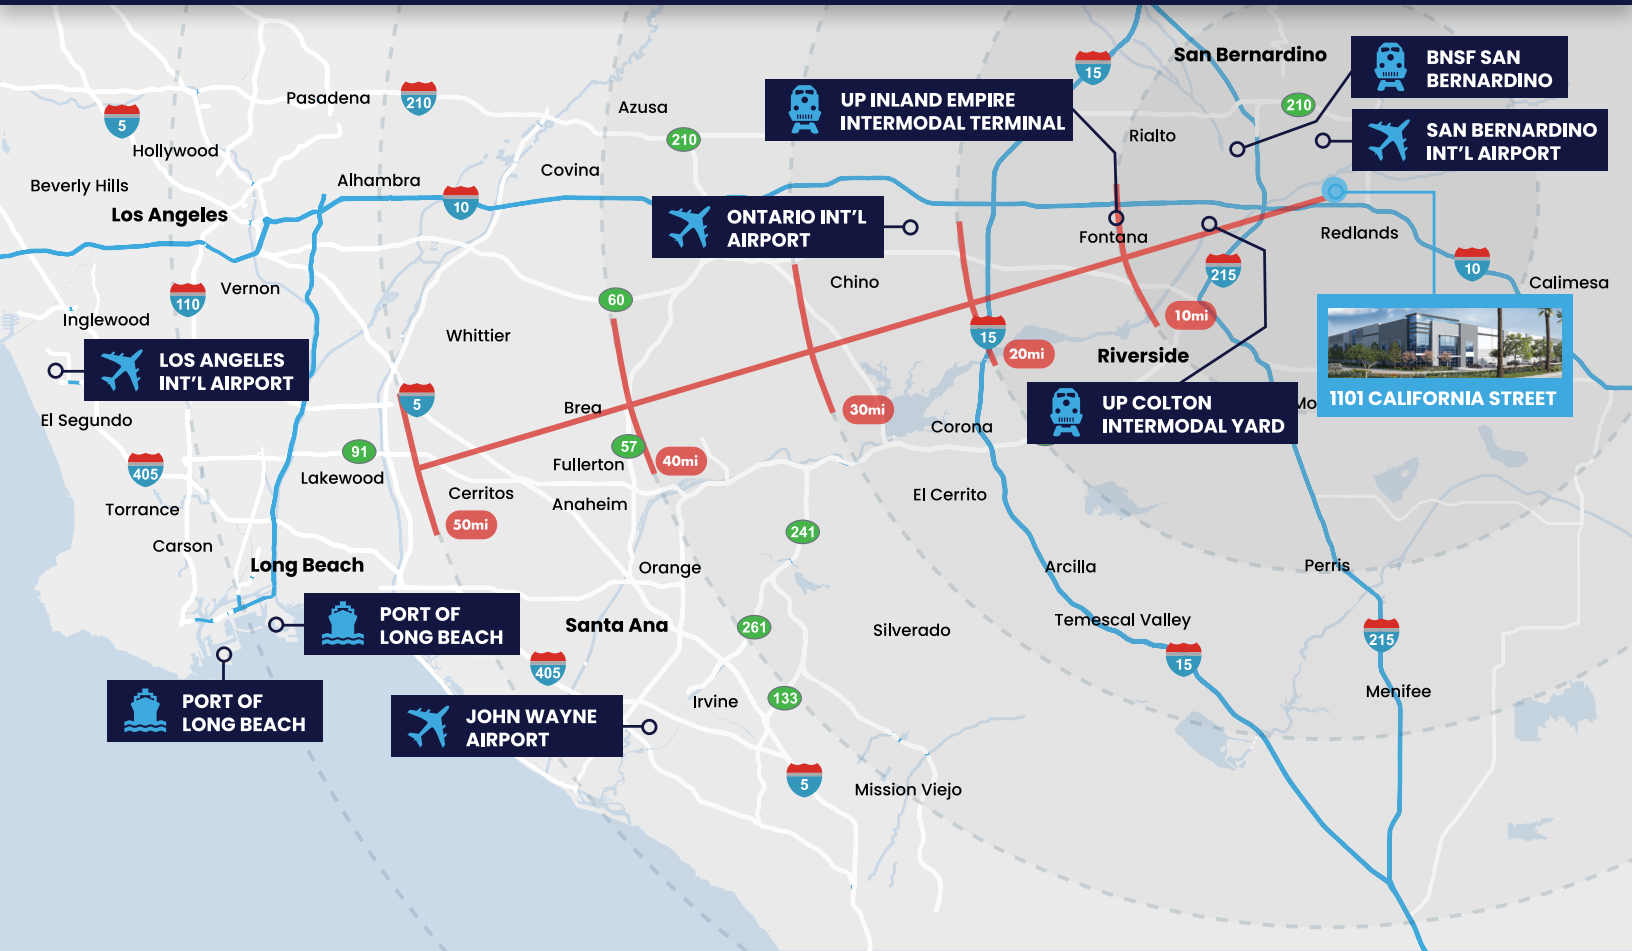 San Bernardino
BNSF SAN
BERNARDINO
15
UP INLAND EMPIRE
INTERMODAL TERMINAL
Pasadena
210
Azusa
210
5
Rialto
SAN BERNARDINO
INT'L AIRPORT
210
Hollywood
Covina
Beverly Hills
Alhambra
10
Los Angeles
ONTARIO INT'L
AIRPORT
Fontana
Redlands
215
10
Chino
Calimesa
Vernon
110
60
Inglewood
10mi
Whittier
15
20mi
Riverside
LOS ANGELES
INT'L AIRPORT
1101 CALIFORNIA STREET
5
Brea
30mi
UP COLTON
INTERMODAL YARD
Mo
El Segundo
Corona
57
91
40mi
Fullerton
405
Lakewood
Cerritos
El Cerrito
Anaheim
Torrance
50mi
241
Carson
Long Beach
Orange
Arcilla
Perris
PORT OF
LONG BEACH
Santa Ana
261
Silverado
Temescal Valley
215
15
405
PORT OF
LONG BEACH
Irvine
133
Menifee
JOHN WAYNE
AIRPORT
5
Mission Viejo